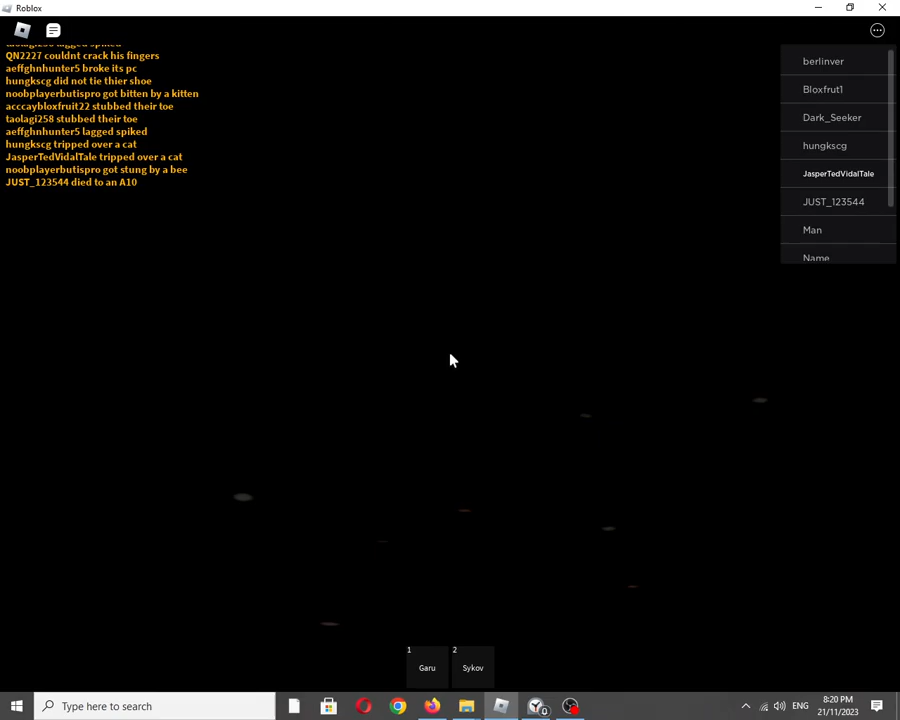 Roblox
taolagi258 lagged spiked
QN2227 couldnt crack his fingers
aeffghnhunter5 broke its pc
hungkscg did not tie thier shoe
noobplayerbutispro got bitten by a kitten
acccaybloxfruit22 stubbed their toe
taolagi258 stubbed their toe
aeffghnhunter5 lagged spiked
hungkscg tripped over a cat
JasperTedVidalTale tripped over a cat
noobplayerbutispro got stung by a bee
JUST_123544 died to an A10
berlinver
Bloxfrut1
Dark_Seeker
hungkscg
JasperTedVidalTale
JUST_123544
Man
Name
1
2
Garu
Sykov
Type here to search
ENG
8:20 PM
21/11/2023